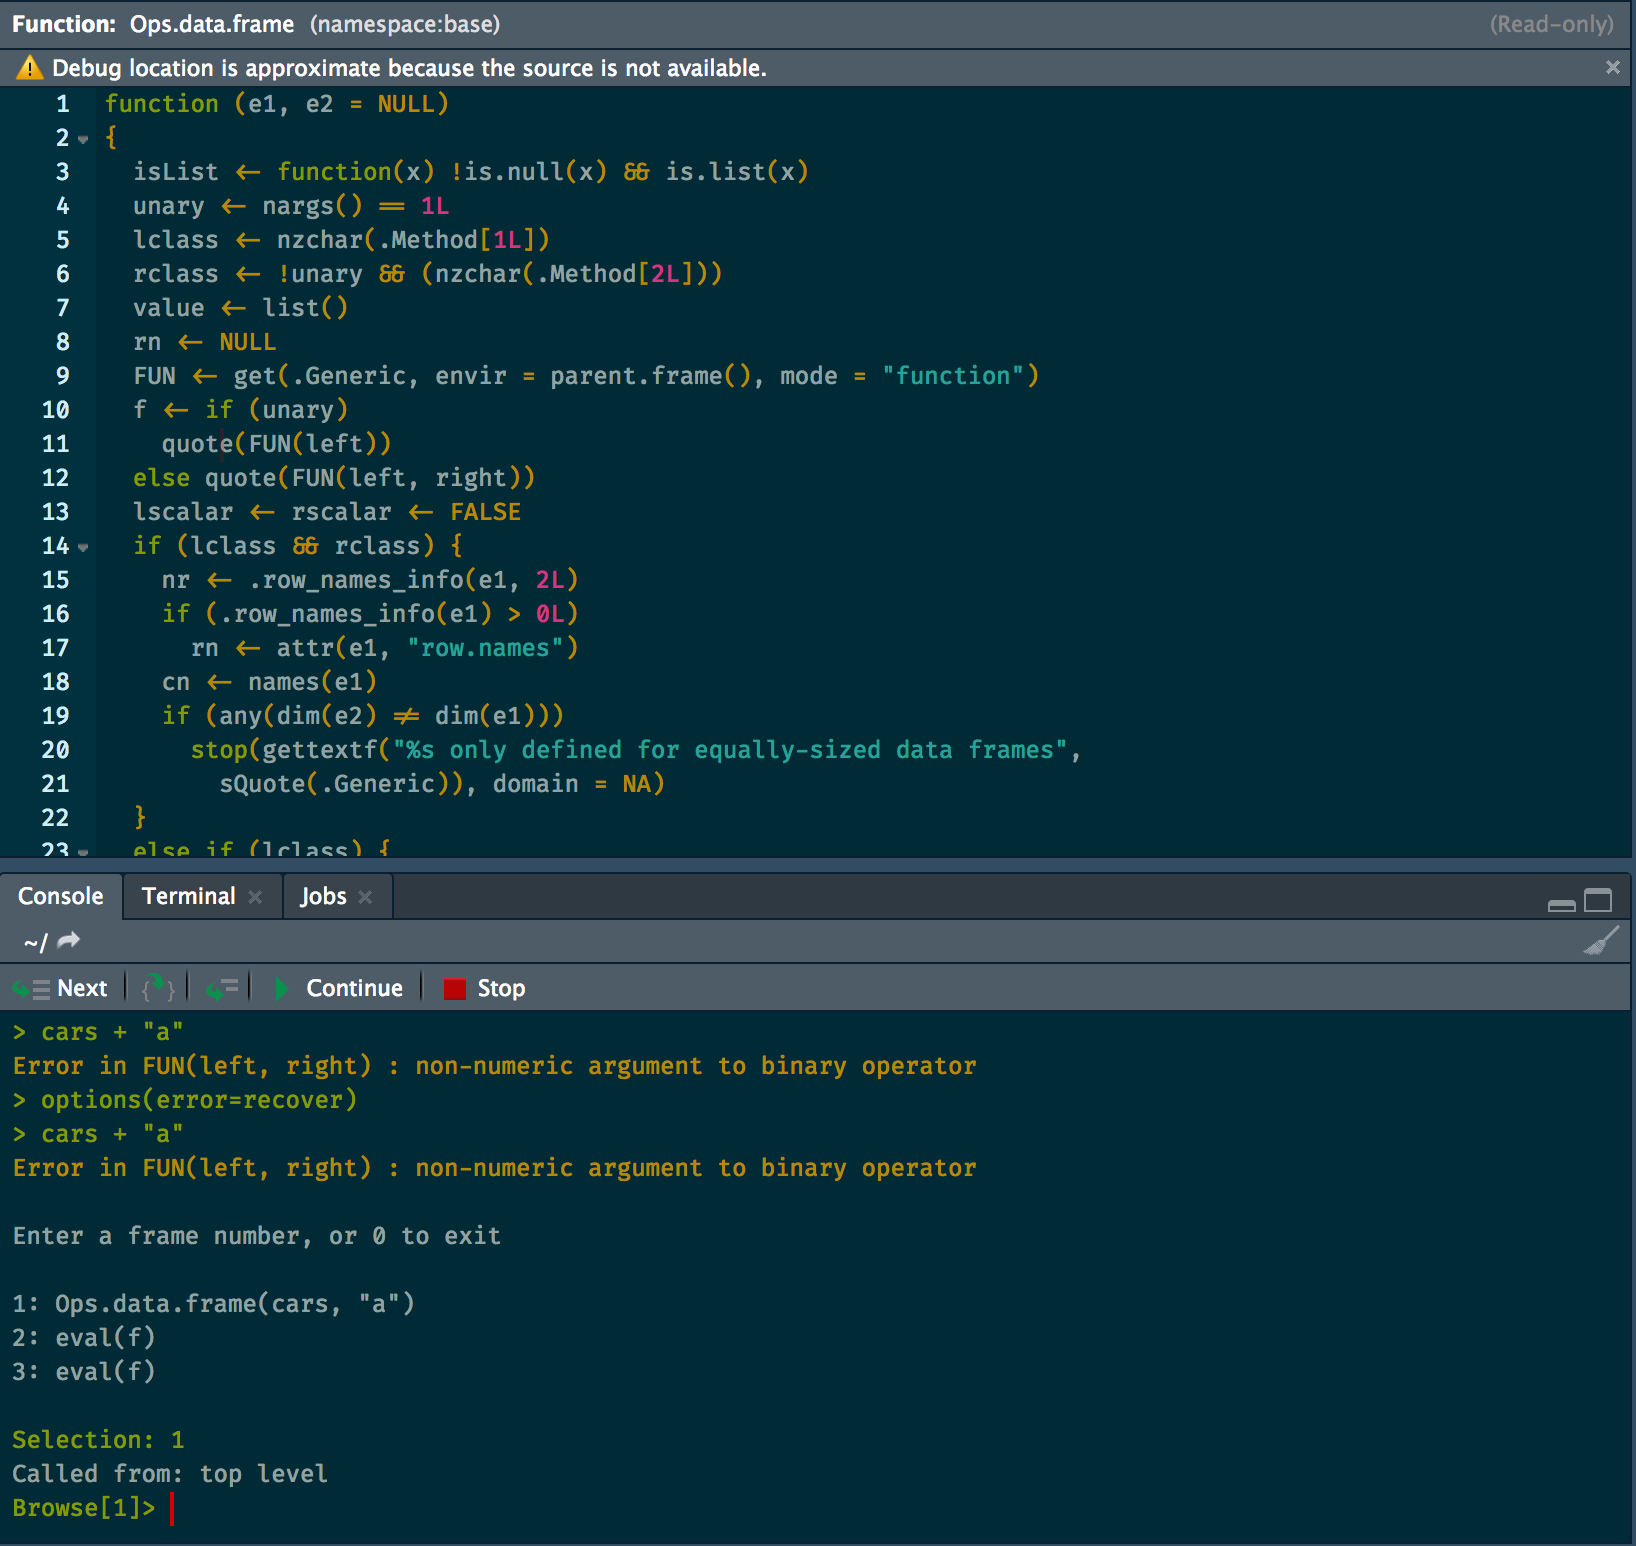 Function: Ops.data.frame (namespace:base) (Read-only)
Debug location is approximate because the source is not available. ×
1 function (e1, e2 = NULL)
2 {
3 isList <- function(x) !is.null(x) && is.list(x)
4 unary <- nargs() == 1L
5 lclass <- nzchar(.Method[1L])
6 rclass <- !unary && (nzchar(.Method[2L]))
7 value <- list()
8 rn <- NULL
9 FUN <- get(.Generic, envir = parent.frame(), mode = "function")
10 f <- if (unary)
11 quote(FUN(left))
12 else quote(FUN(left, right))
13 lscalar <- rscalar <- FALSE
14 if (lclass && rclass) {
15 nr <- .row_names_info(e1, 2L)
16 if (.row_names_info(e1) > 0L)
17 rn <- attr(e1, "row.names")
18 cn <- names(e1)
19 if (any(dim(e2) != dim(e1)))
20 stop(gettextf("%s only defined for equally-sized data frames",
21 sQuote(.Generic)), domain = NA)
22 }
23 else if (lclass) {
Console Terminal × Jobs ×
~/
Next Continue Stop
> cars + "a"
Error in FUN(left, right) : non-numeric argument to binary operator
> options(error=recover)
> cars + "a"
Error in FUN(left, right) : non-numeric argument to binary operator
Enter a frame number, or 0 to exit
1: Ops.data.frame(cars, "a")
2: eval(f)
3: eval(f)
Selection: 1
Called from: top level
Browse[1]>